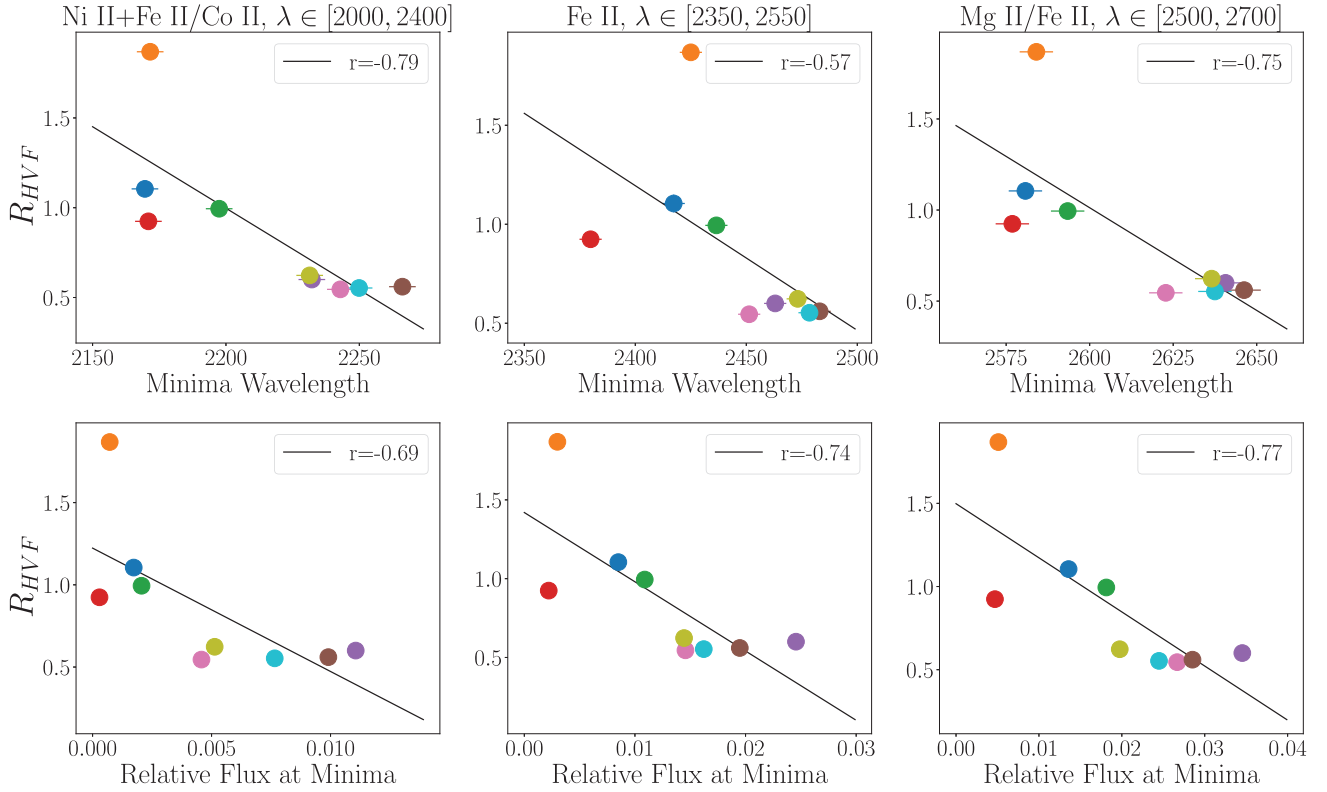 Ni II+Fe II/Co II, λ ∈ [2000, 2400]
Fe II, λ ∈ [2350, 2550]
Mg II/Fe II, λ ∈ [2500, 2700]
r=-0.79
r=-0.57
r=-0.75
1.5
1.0
0.5
1.5
1.0
0.5
1.5
1.0
0.5
R_{HVF}
2150 2200 2250
2350 2400 2450 2500
2575 2600 2625 2650
Minima Wavelength
Minima Wavelength
Minima Wavelength
r=-0.69
r=-0.74
r=-0.77
1.5
1.0
0.5
1.5
1.0
0.5
1.5
1.0
0.5
R_{HVF}
0.000 0.005 0.010
0.00 0.01 0.02 0.03
0.00 0.01 0.02 0.03 0.04
Relative Flux at Minima
Relative Flux at Minima
Relative Flux at Minima